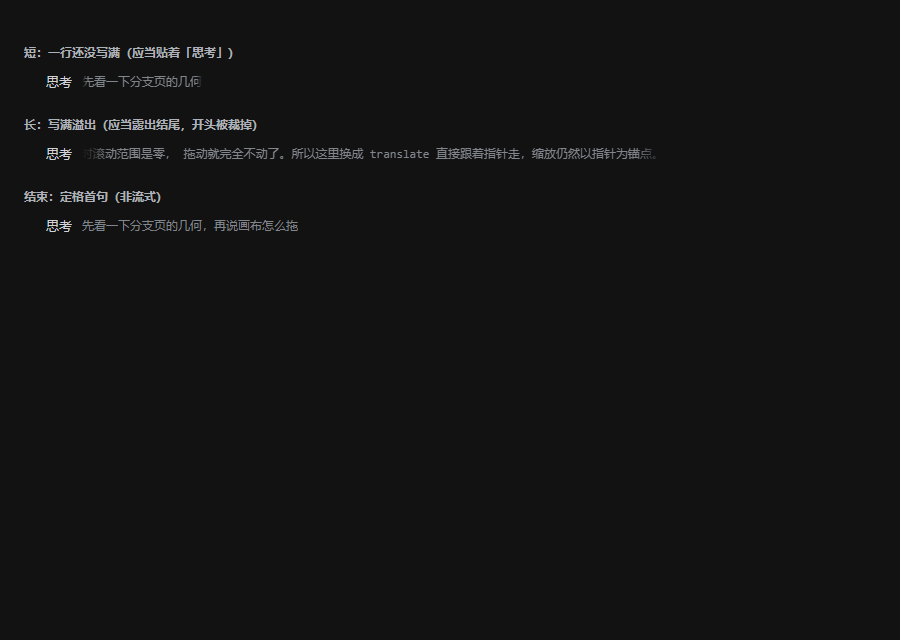 短：一行还没写满（应当贴着「思考」）
思考 先看一下分支页的几何
长：写满溢出（应当露出结尾，开头被裁掉）
思考 滚动范围是零， 拖动就完全不动了。所以这里换成 translate 直接跟着指针走，缩放仍然以指针为锚点。
结束：定格首句（非流式）
思考 先看一下分支页的几何，再说画布怎么拖